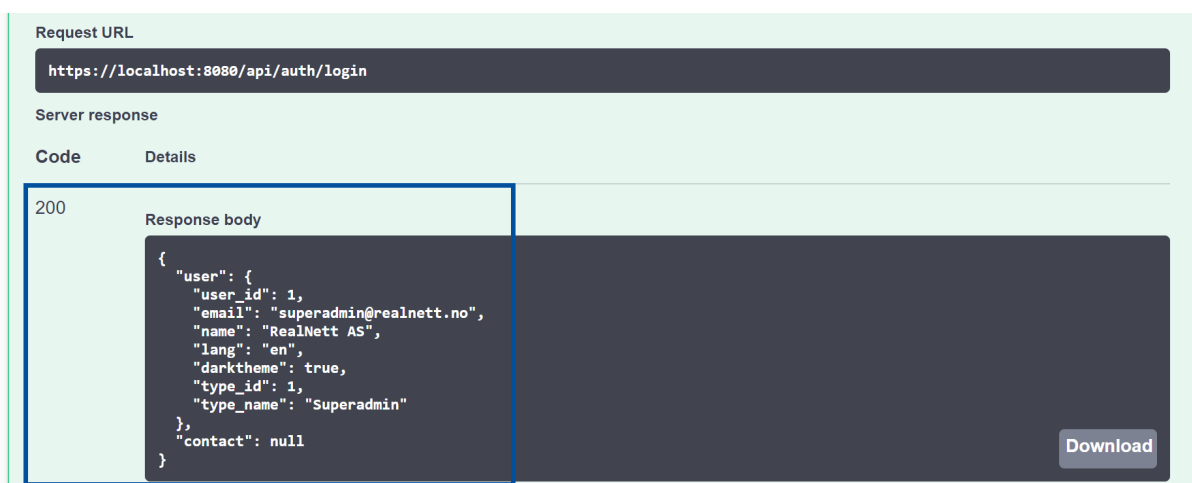 Request URL
https://localhost:8080/api/auth/login
Server response
Code Details
200
Response body
{
  "user": {
    "user_id": 1,
    "email": "superadmin@realnett.no",
    "name": "RealNett AS",
    "lang": "en",
    "darktheme": true,
    "type_id": 1,
    "type_name": "Superadmin"
  },
  "contact": null
}
Download